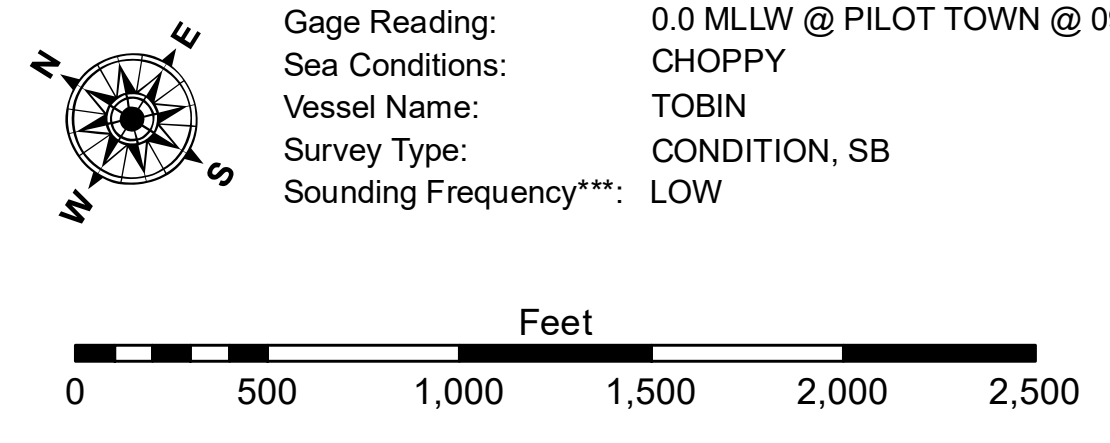 N
E
S
W
Gage Reading: 0.0 MLLW @ PILOT TOWN @
Sea Conditions: CHOPPY
Vessel Name: TOBIN
Survey Type: CONDITION, SB
Sounding Frequency***: LOW
Feet
0 500 1,000 1,500 2,000 2,500